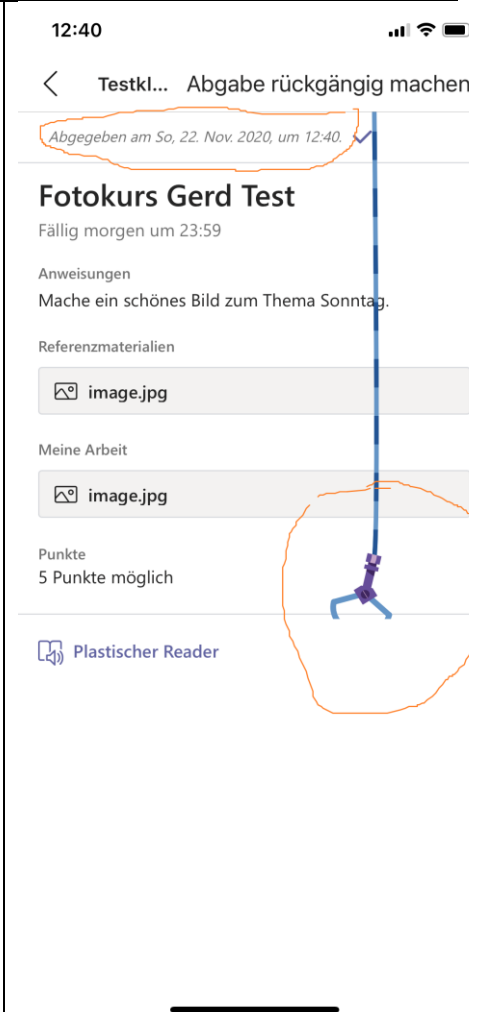 12:40
Testkl... Abgabe rückgängig machen
Abgegeben am So, 22. Nov. 2020, um 12:40.
Fotokurs Gerd Test
Fällig morgen um 23:59
Anweisungen
Mache ein schönes Bild zum Thema Sonntag.
Referenzmaterialien
image.jpg
Meine Arbeit
image.jpg
Punkte
5 Punkte möglich
Plastischer Reader